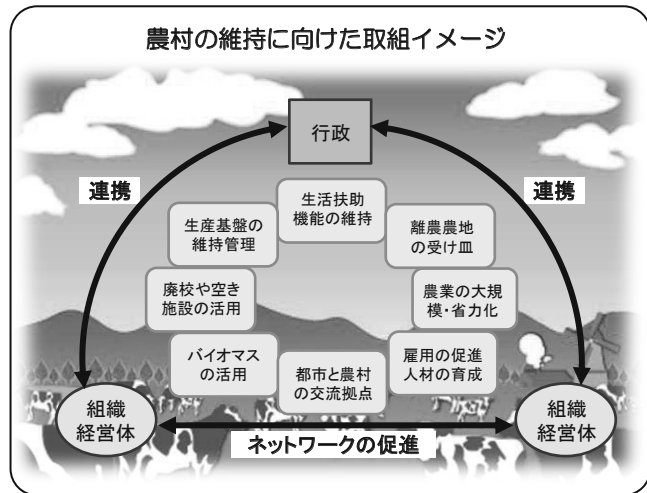 農村の維持に向けた取組イメージ
行政
連携
連携
生活扶助
機能の維持
生産基盤の
維持管理
離農農地
の受け皿
廃校や空き
施設の活用
農業の大規
模・省力化
バイオマス
の活用
都市と農村
の交流拠点
雇用の促進
人材の育成
組織
経営体
組織
経営体
ネットワークの促進